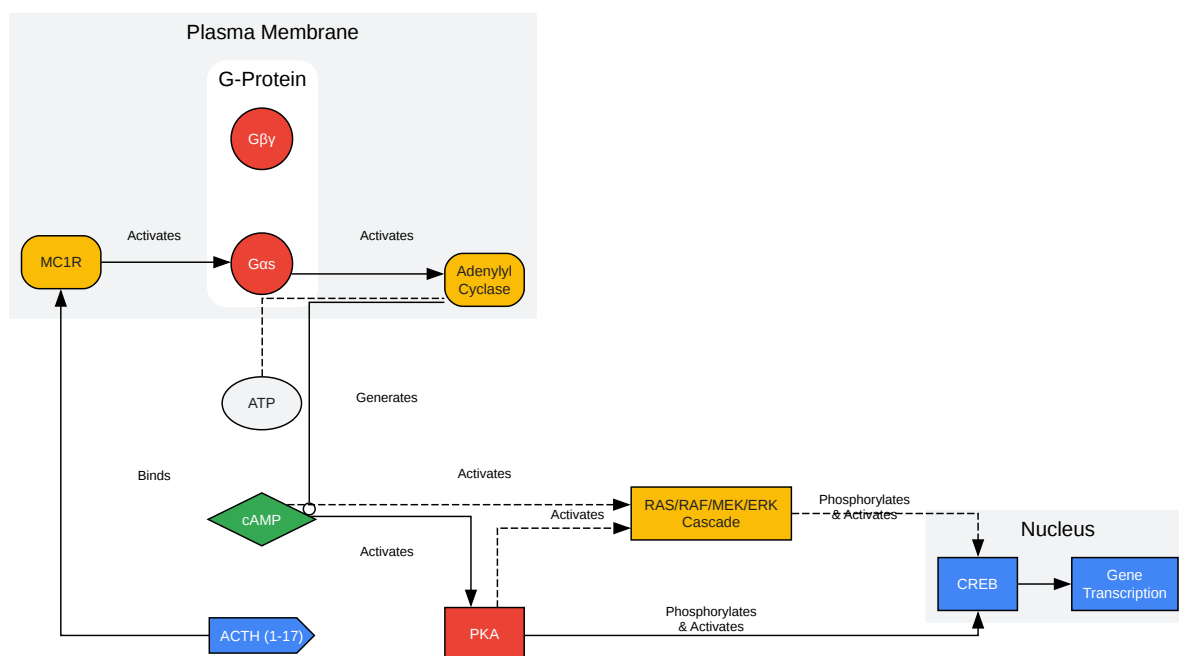 Plasma Membrane
G-Protein
Gβγ
Activates
Activates
MC1R
Gαs
Adenylyl
Cyclase
ATP
Generates
Binds
Activates
cAMP
RAS/RAF/MEK/ERK
Cascade
Activates
Phosphorylates
& Activates
Nucleus
Activates
CREB
Gene
Transcription
ACTH (1-17)
PKA
Phosphorylates
& Activates